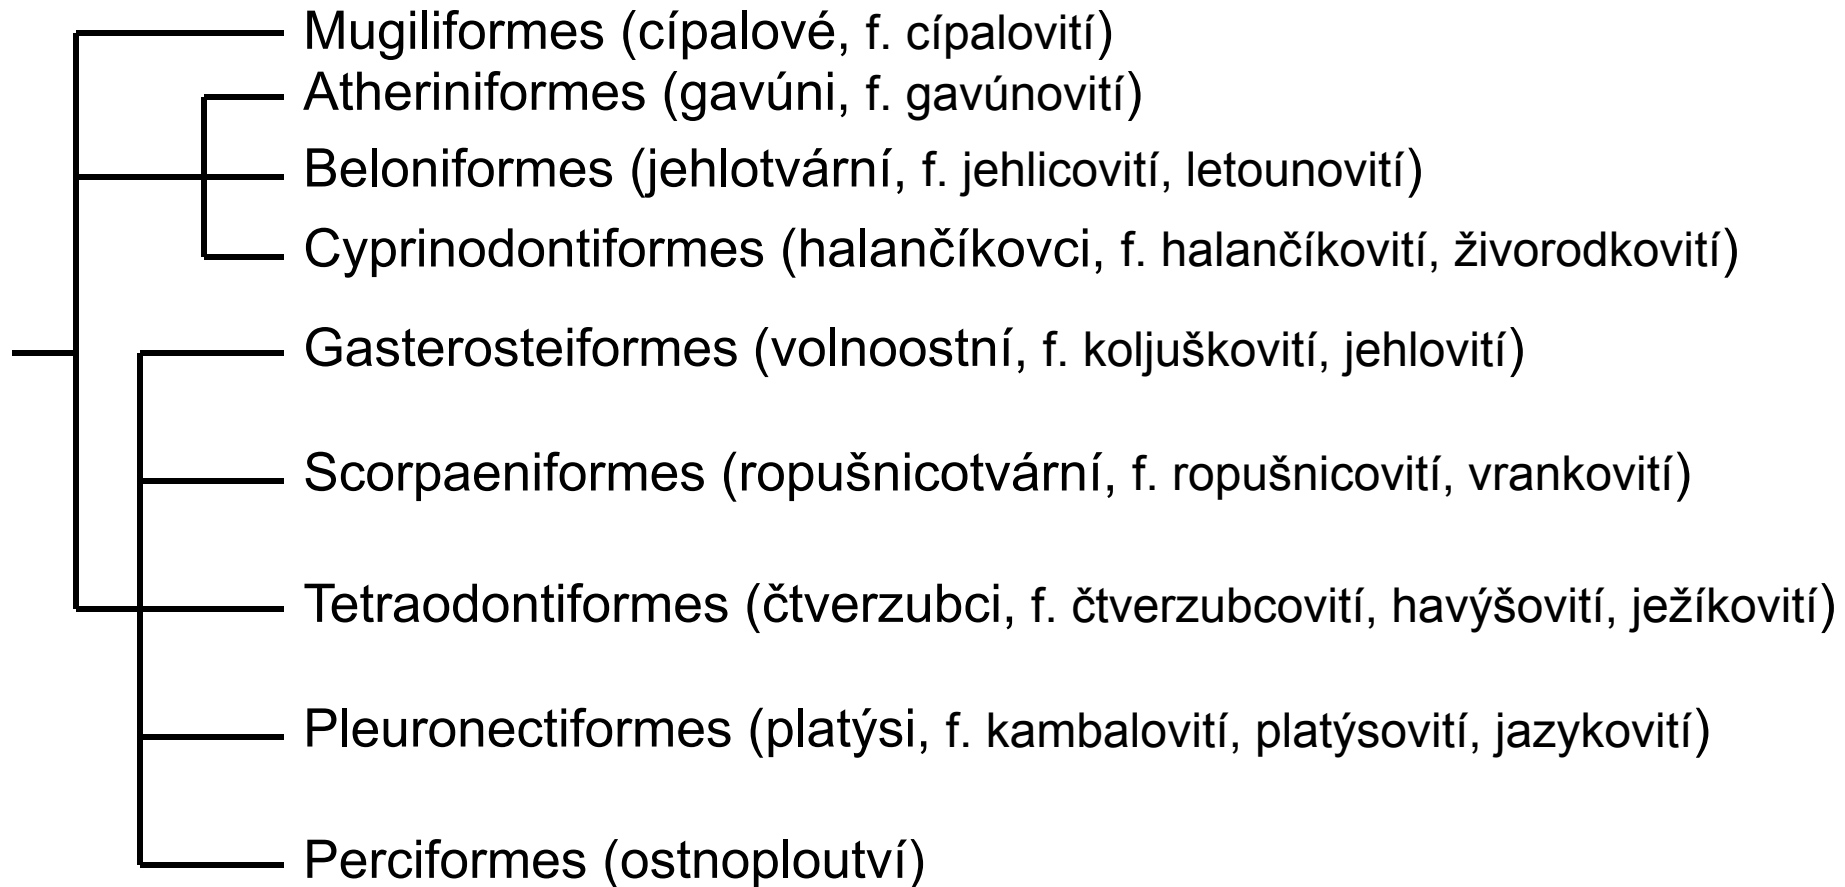 Mugiliformes (cípalové, f. cípalovití)
Atheriniformes (gavúni, f. gavúnovití)
Beloniformes (jehlotvární, f. jehlicovití, letounovití)
Cyprinodontiformes (halančíkovci, f. halančíkovití, živorodkovití)
Gasterosteiformes (volnoostní, f. koljuškovití, jehlovití)
Scorpaeniformes (ropušnicotvární, f. ropušnicovití, vrankovití)
Tetraodontiformes (čtverzubci, f. čtverzubcovití, havýšovití, ježíkovití)
Pleuronectiformes (platýsi, f. kambalovití, platýsovití, jazykovití)
Perciformes (ostnoploutví)